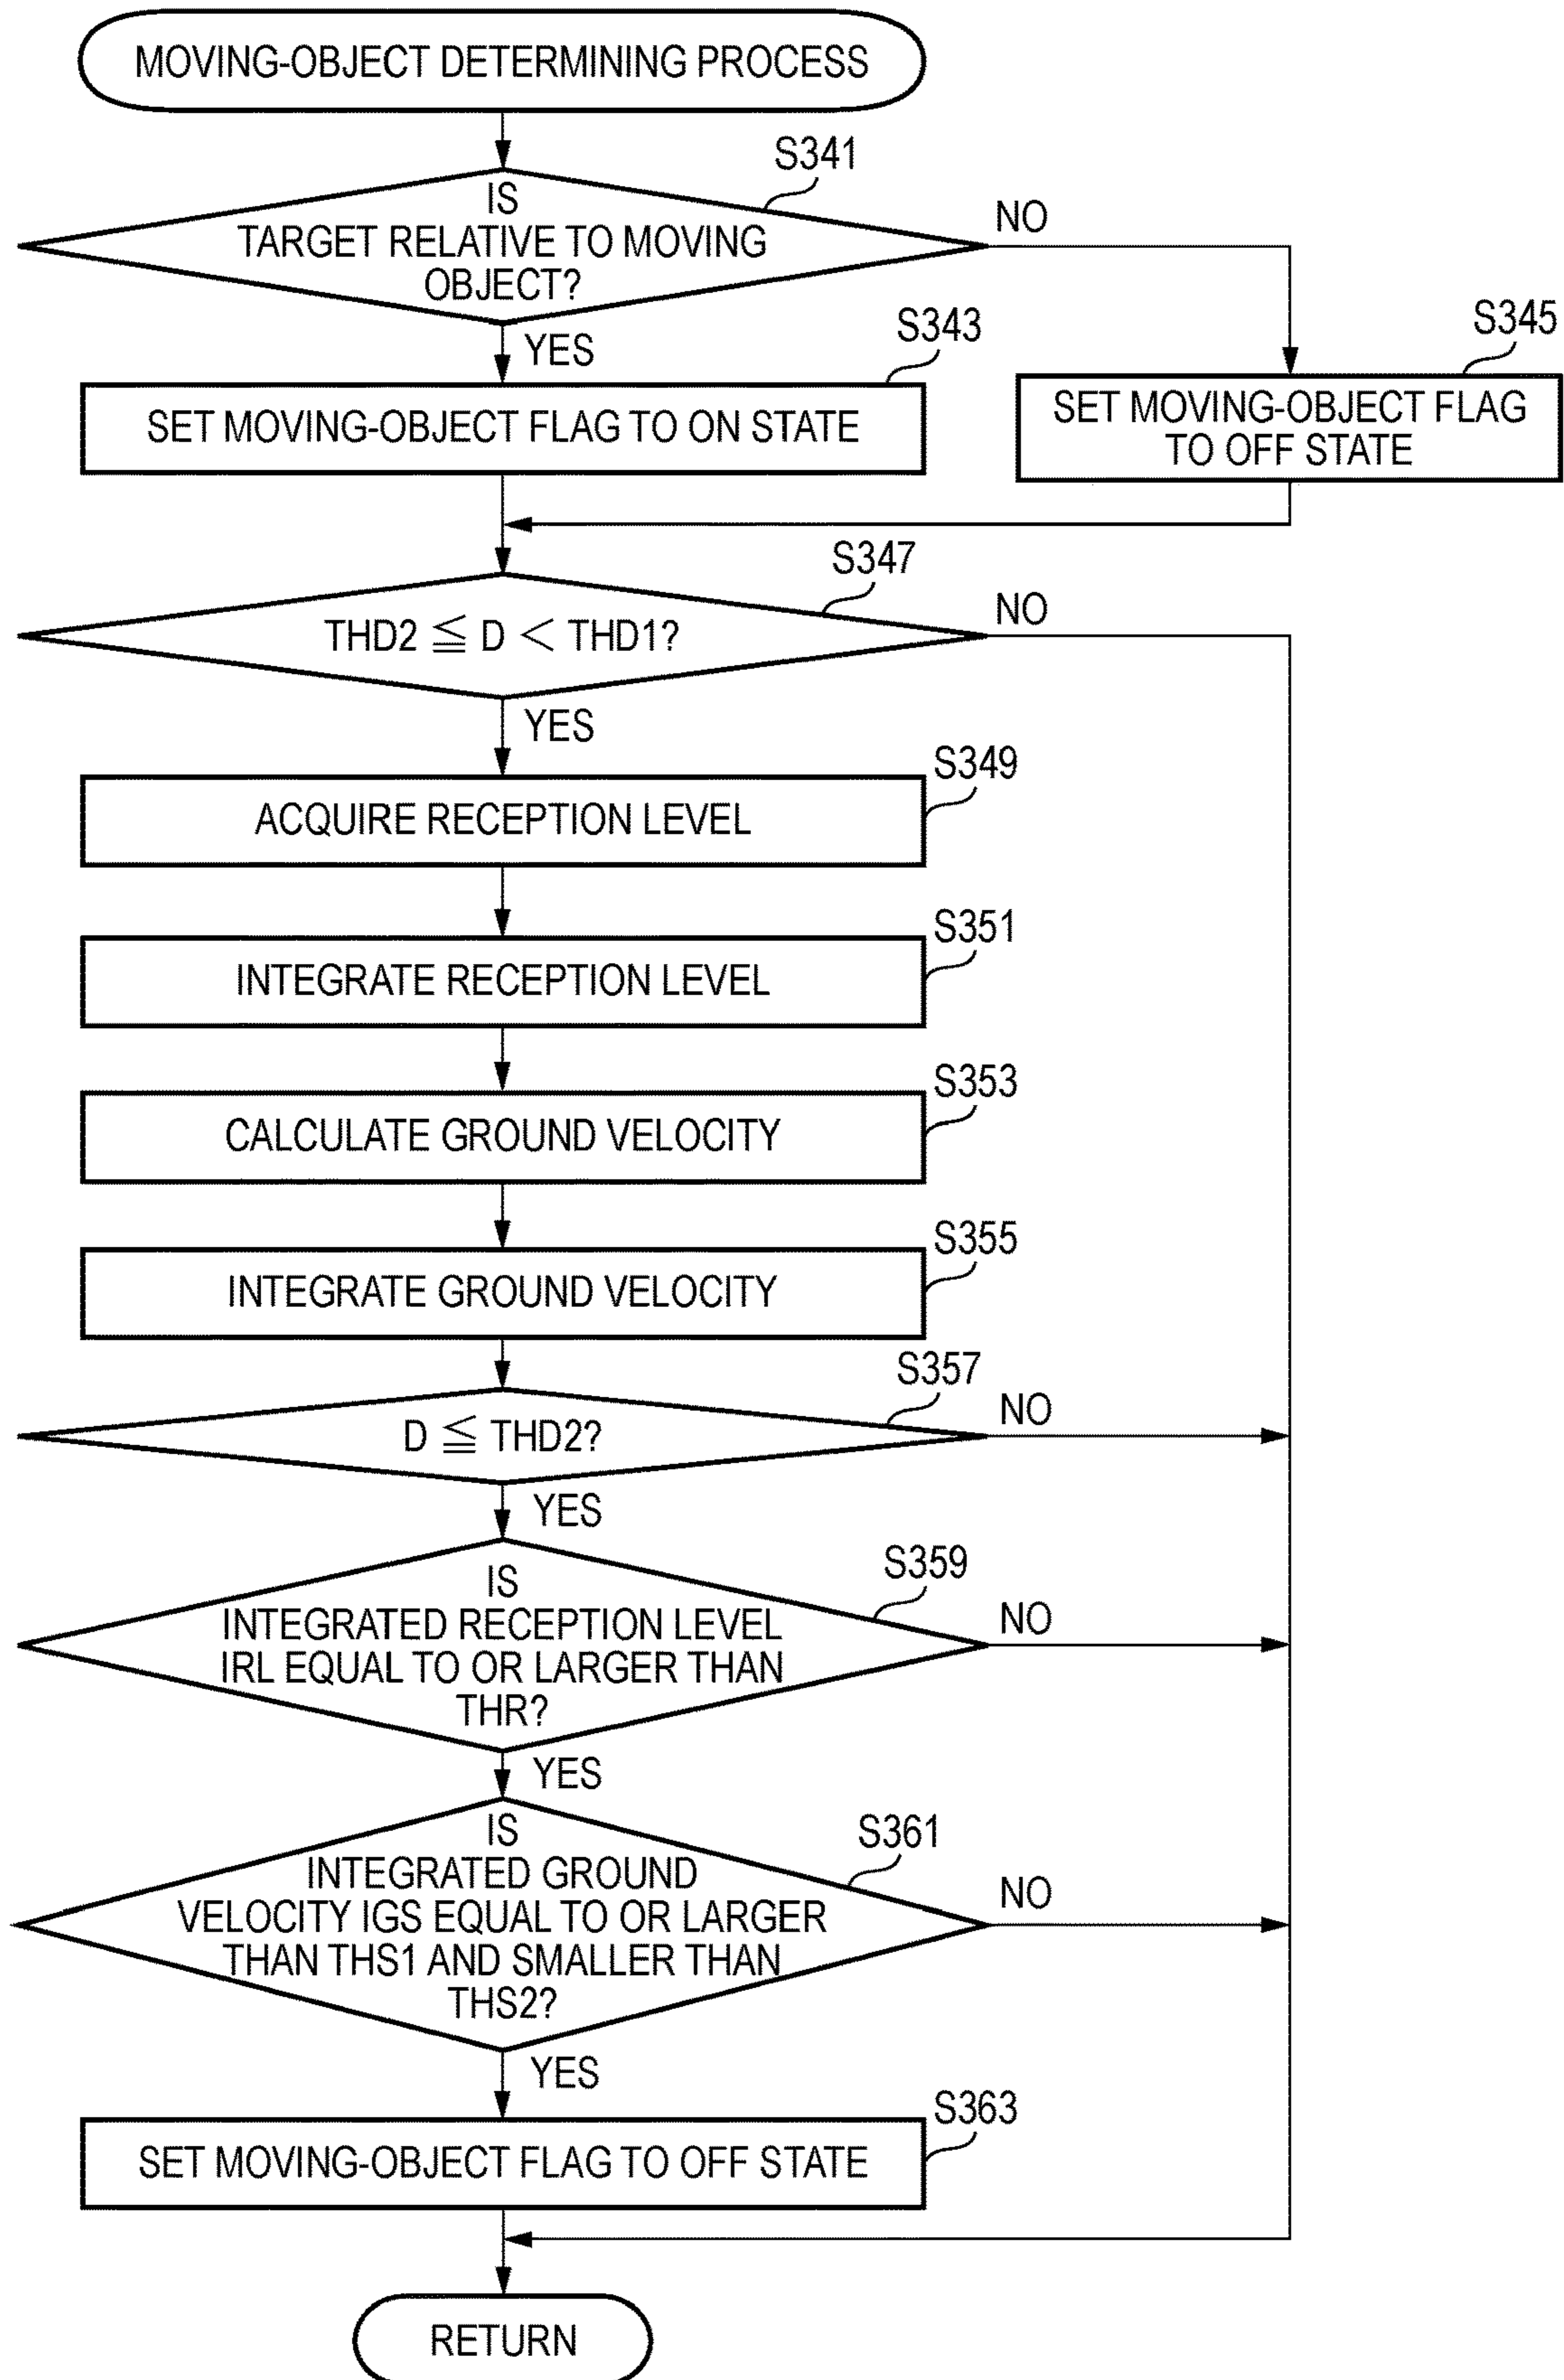 MOVING-OBJECT DETERMINING PROCESS
S341
IS
TARGET RELATIVE TO MOVING
OBJECT?
NO
YES
S343
SET MOVING-OBJECT FLAG TO ON STATE
S345
SET MOVING-OBJECT FLAG
TO OFF STATE
S347
THD2 ≦ D < THD1?
NO
YES
S349
ACQUIRE RECEPTION LEVEL
S351
INTEGRATE RECEPTION LEVEL
S353
CALCULATE GROUND VELOCITY
S355
INTEGRATE GROUND VELOCITY
S357
D ≦ THD2?
NO
YES
S359
IS
INTEGRATED RECEPTION LEVEL
IRL EQUAL TO OR LARGER THAN
THR?
NO
YES
S361
IS
INTEGRATED GROUND
VELOCITY IGS EQUAL TO OR LARGER
THAN THS1 AND SMALLER THAN
THS2?
NO
YES
S363
SET MOVING-OBJECT FLAG TO OFF STATE
RETURN